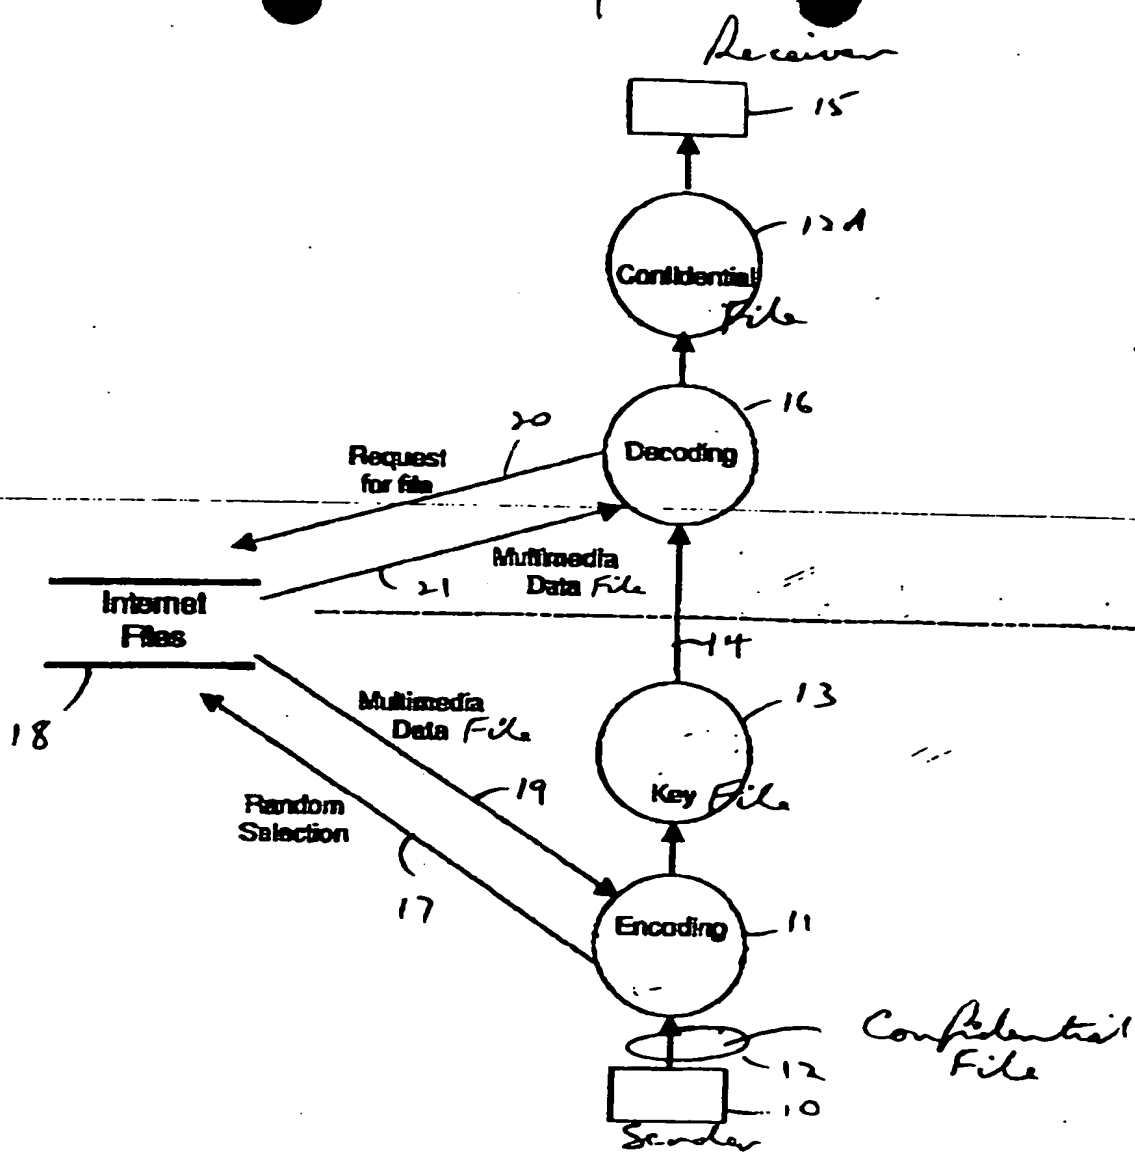 Receiver
15
12A
Confidential
File
16
Decoding
20
Request
for file
Multimedia
Data File
21
Internet
Files
18
14
13
Key File
Multimedia
Data File
19
Random
Selection
17
Encoding
11
Confidential
File
12
10
Sender